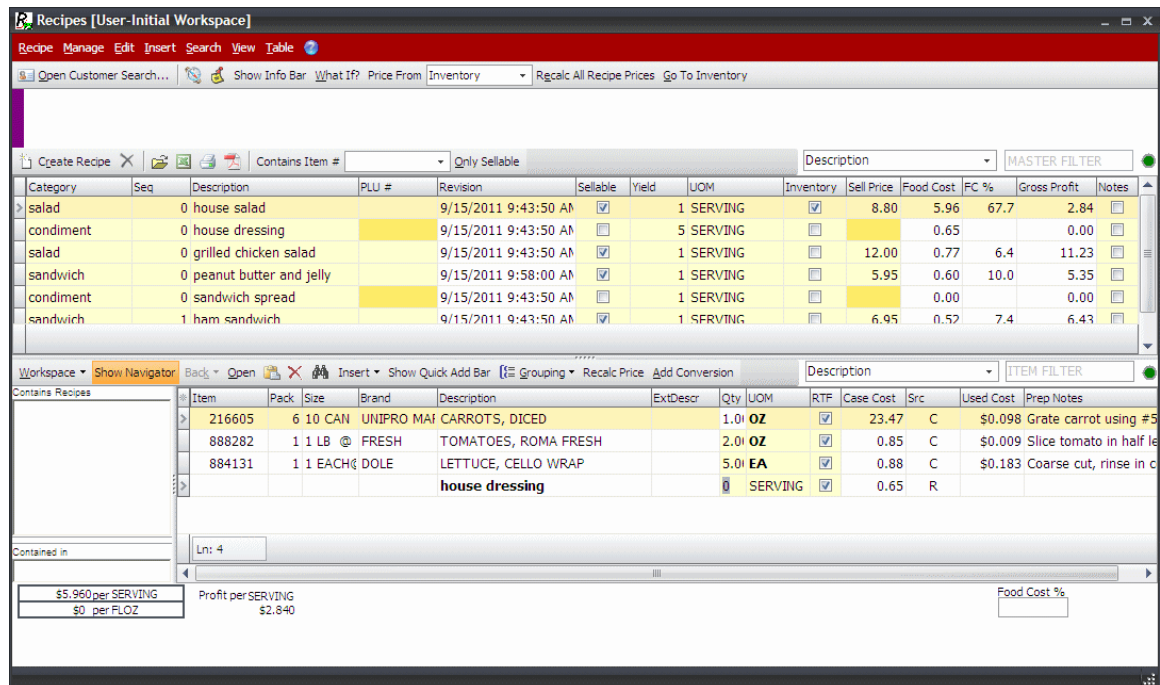 Recipes [User-Initial Workspace]
Recipe Manage Edit Insert Search View Table
Open Customer Search... Show Info Bar What If? Price From Inventory Recalc All Recipe Prices Go To Inventory
Create Recipe Contains Item # Only Sellable Description MASTER FILTER
Category Seq Description PLU # Revision Sellable Yield UOM Inventory Sell Price Food Cost FC % Gross Profit Notes
salad 0 house salad 9/15/2011 9:43:50 AM 1 SERVING 8.80 5.96 67.7 2.84
condiment 0 house dressing 9/15/2011 9:43:50 AM 5 SERVING 0.65 0.00
salad 0 grilled chicken salad 9/15/2011 9:43:50 AM 1 SERVING 12.00 0.77 6.4 11.23
sandwich 0 peanut butter and jelly 9/15/2011 9:58:00 AM 1 SERVING 5.95 0.60 10.0 5.35
condiment 0 sandwich spread 9/15/2011 9:43:50 AM 1 SERVING 0.00 0.00
sandwich 1 ham sandwich 9/15/2011 9:43:50 AM 1 SERVING 6.95 0.52 7.4 6.43
Workspace Show Navigator Back Open Insert Show Quick Add Bar Grouping Recalc Price Add Conversion Description ITEM FILTER
Contains Recipes
Item Pack Size Brand Description ExtDescr Qty UOM RTF Case Cost Src Used Cost Prep Notes
216605 6 10 CAN UNIPRO MAF CARROTS, DICED 1.0 OZ 23.47 C $0.098 Grate carrot using #5
888282 1 1 LB @ FRESH TOMATOES, ROMA FRESH 2.0 OZ 0.85 C $0.009 Slice tomato in half le
884131 1 1 EACH@ DOLE LETTUCE, CELLO WRAP 5.0 EA 0.88 C $0.183 Coarse cut, rinse in c
house dressing 0 SERVING 0.65 R
Ln: 4
Contained in
$5.960 per SERVING
$0 per FLOZ
Profit per SERVING
$2.840
Food Cost %